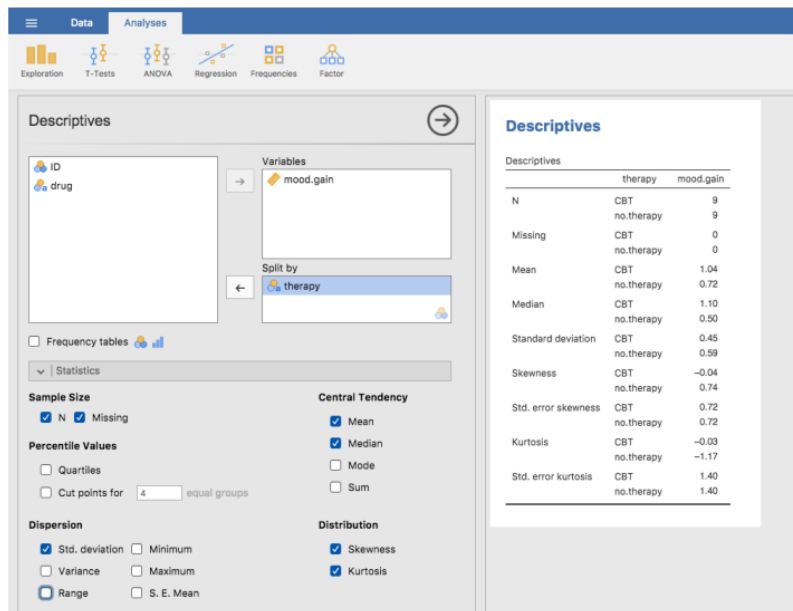 Data Analyses
Exploration T-Tests ANOVA Regression Frequencies Factor
Descriptives
ID
drug
Variables
mood.gain
Split by
therapy
Frequency tables
Statistics
Sample Size
N Missing
Percentile Values
Quartiles
Cut points for 4 equal groups
Dispersion
Std. deviation Minimum
Variance Maximum
Range S. E. Mean
Central Tendency
Mean
Median
Mode
Sum
Distribution
Skewness
Kurtosis
Descriptives
Descriptives
therapy mood.gain
N CBT 9
no.therapy 9
Missing CBT 0
no.therapy 0
Mean CBT 1.04
no.therapy 0.72
Median CBT 1.10
no.therapy 0.50
Standard deviation CBT 0.45
no.therapy 0.59
Skewness CBT −0.04
no.therapy 0.74
Std. error skewness CBT 0.72
no.therapy 0.72
Kurtosis CBT −0.03
no.therapy −1.17
Std. error kurtosis CBT 1.40
no.therapy 1.40